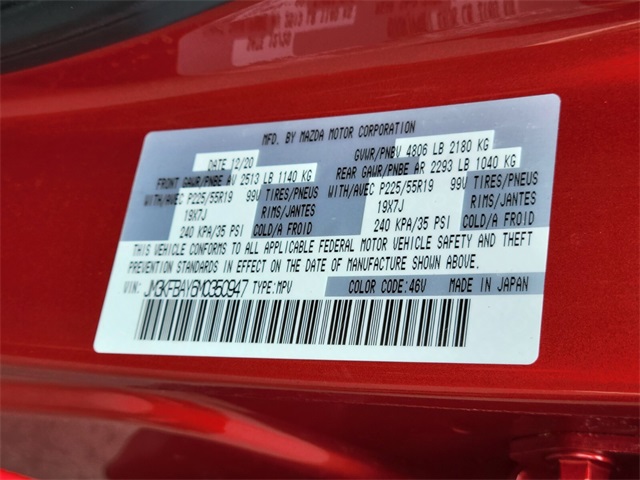 MFD. BY MAZDA MOTOR CORPORATION
DATE 12/20 GVWR/PNBV 4806 LB 2180 KG
FRONT GAWR/PNBE AV 2513 LB 1140 KG REAR GAWR/PNBE AR 2293 LB 1040 KG
WITH/AVEC P225/55R19 99V TIRES/PNEUS WITH/AVEC P225/55R19 99V TIRES/PNEUS
19X7J RIMS/JANTES 19X7J RIMS/JANTES
240 KPA/35 PSI COLD/A FROID 240 KPA/35 PSI COLD/A FROID
THIS VEHICLE CONFORMS TO ALL APPLICABLE FEDERAL MOTOR VEHICLE SAFETY AND THEFT
PREVENTION STANDARDS IN EFFECT ON THE DATE OF MANUFACTURE SHOWN ABOVE.
VIN: JM3KFBAY6M0350947 TYPE:MPV COLOR CODE:46V MADE IN JAPAN